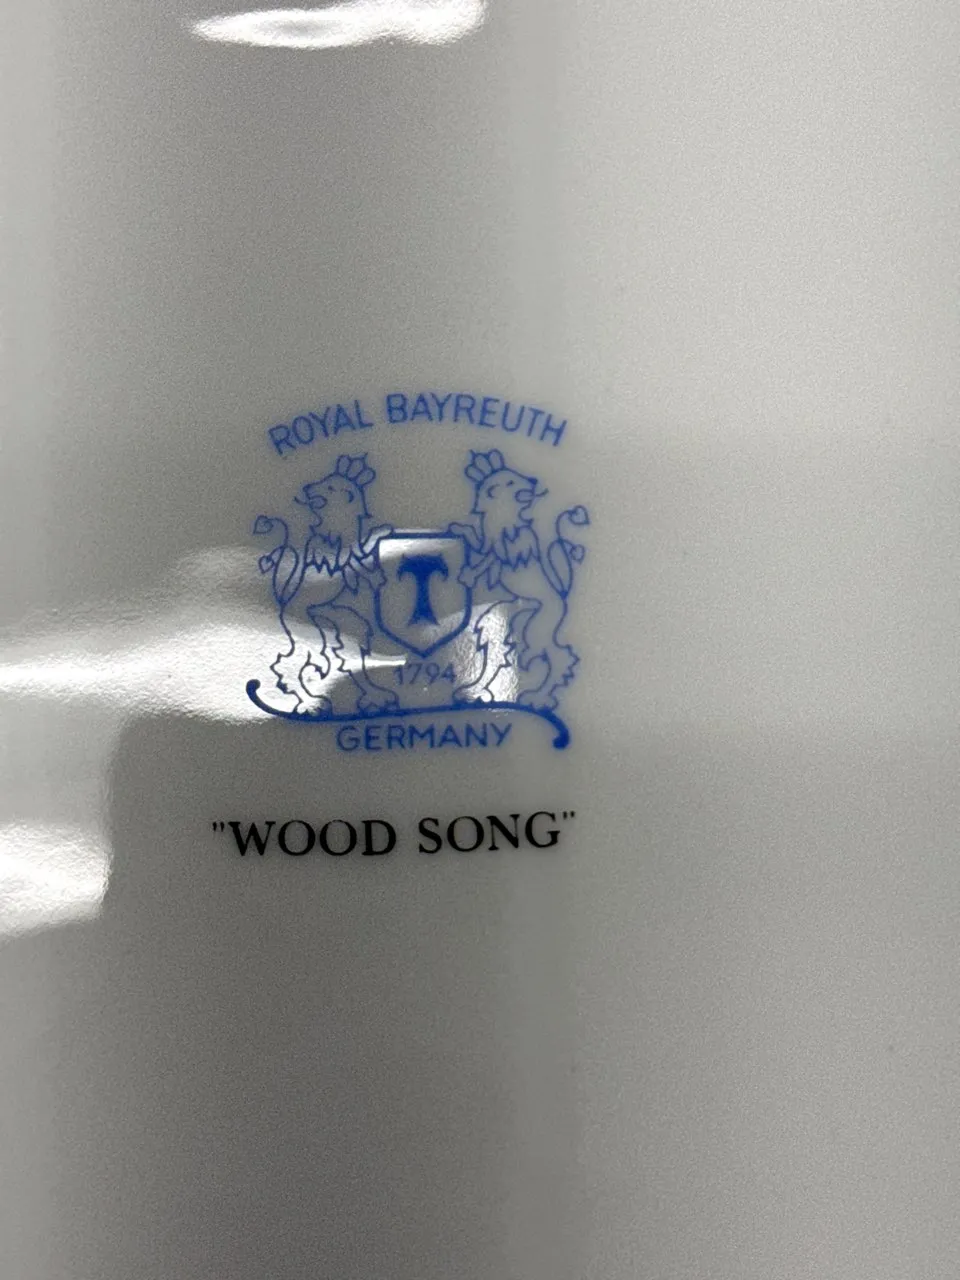 ROYAL BAYREUTH
T
1794
GERMANY
"WOOD SONG"